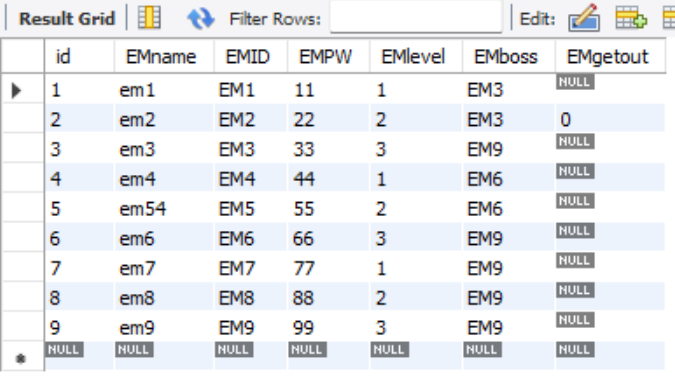 Result Grid Filter Rows: Edit:
id EMname EMID EMPW EMlevel EMboss EMgetout
1 em1 EM1 11 1 EM3 NULL
2 em2 EM2 22 2 EM3 0
3 em3 EM3 33 3 EM9 NULL
4 em4 EM4 44 1 EM6 NULL
5 em54 EM5 55 2 EM6 NULL
6 em6 EM6 66 3 EM9 NULL
7 em7 EM7 77 1 EM9 NULL
8 em8 EM8 88 2 EM9 NULL
9 em9 EM9 99 3 EM9 NULL
NULL NULL NULL NULL NULL NULL NULL